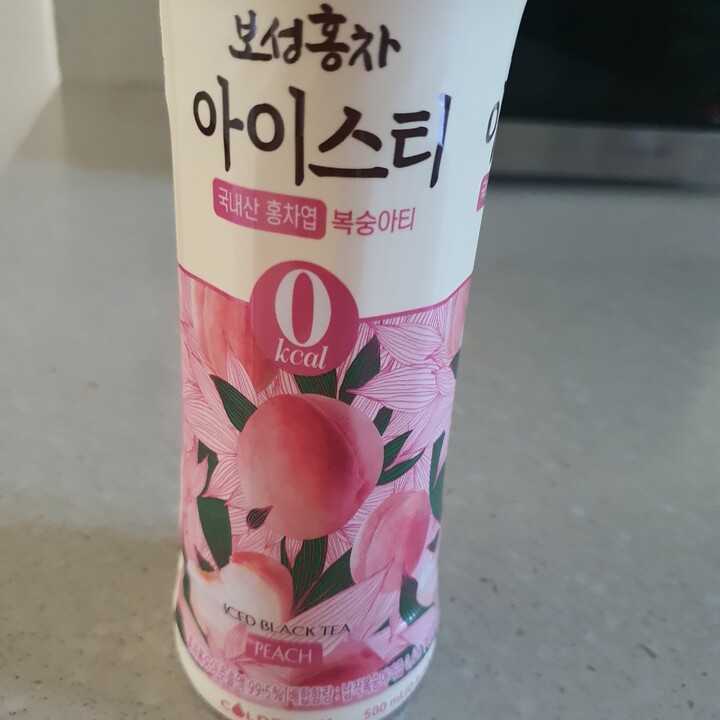 보성홍차
아이스티
국내산 홍차엽 복숭아티
0
kcal
ICED BLACK TEA
PEACH
500 mL